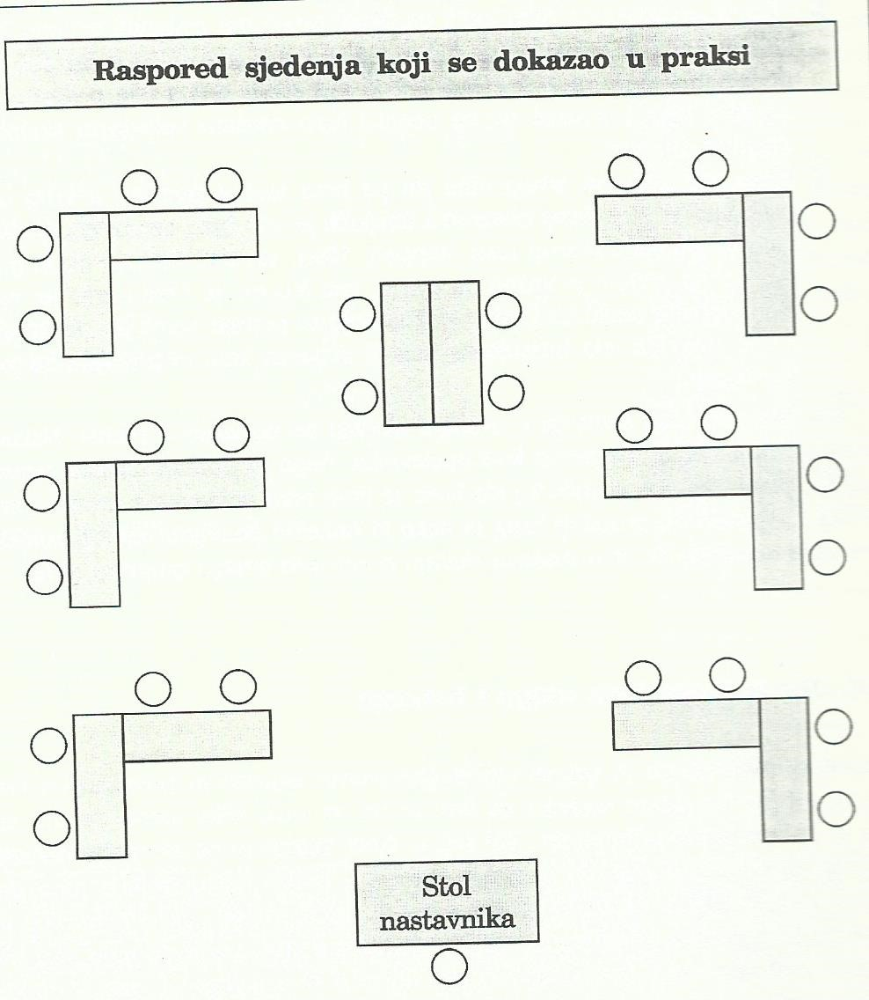 Raspored sjedenja koji se dokazao u praksi
Stol
nastavnika